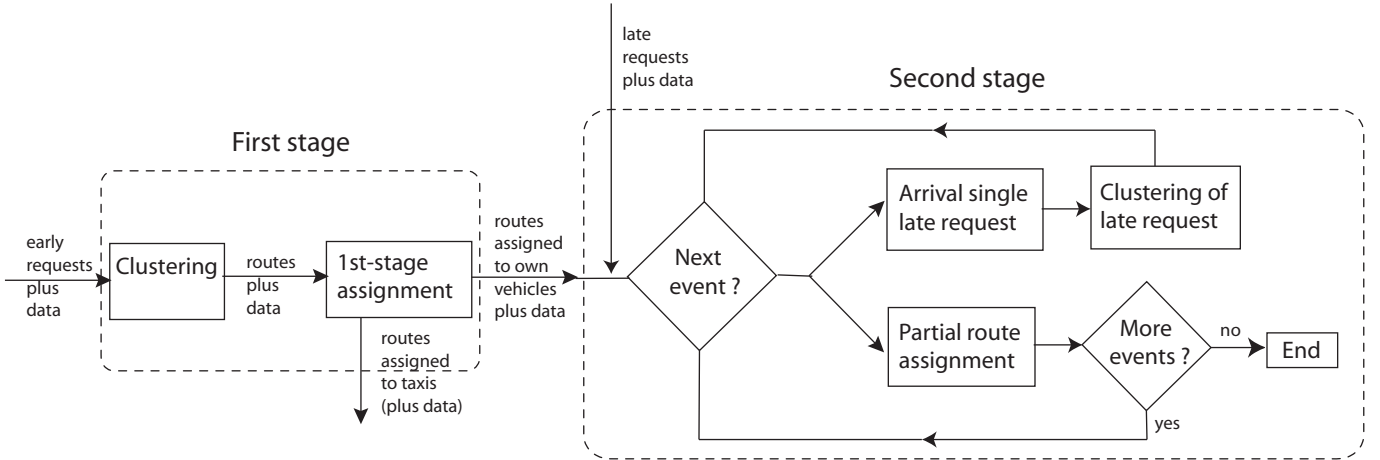 late
requests
plus data
Second stage
First stage
early
requests
plus
data
Clustering
routes
plus
data
1st-stage
assignment
routes
assigned
to own
vehicles
plus data
routes
assigned
to taxis
(plus data)
Next
event ?
Arrival single
late request
Clustering of
late request
Partial route
assignment
More
events ?
no
End
yes